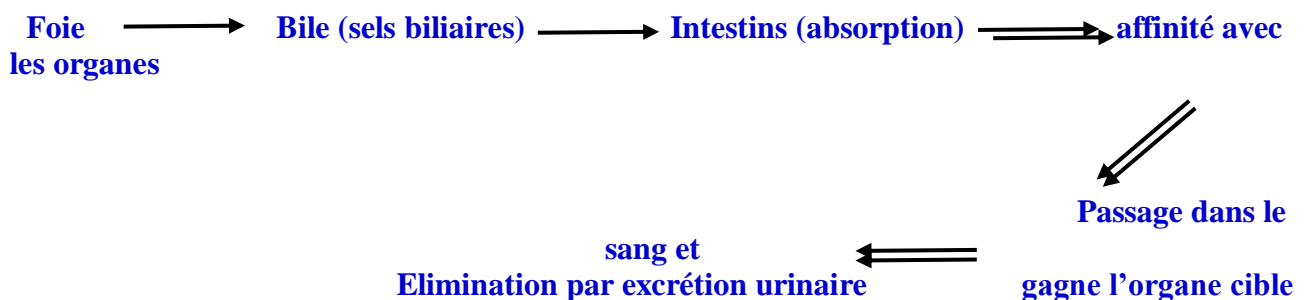 Foie Bile (sels biliaires) Intestins (absorption) affinité avec
les organes
Passage dans le
sang et
Elimination par excrétion urinaire gagne l’organe cible